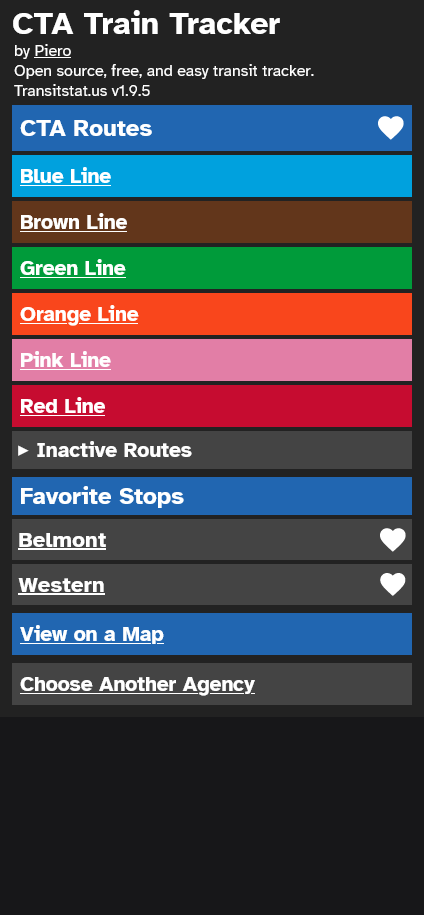 CTA Train Tracker
by Piero
Open source, free, and easy transit tracker.
Transitstat.us v1.9.5
CTA Routes
Blue Line
Brown Line
Green Line
Orange Line
Pink Line
Red Line
▸ Inactive Routes
Favorite Stops
Belmont
Western
View on a Map
Choose Another Agency